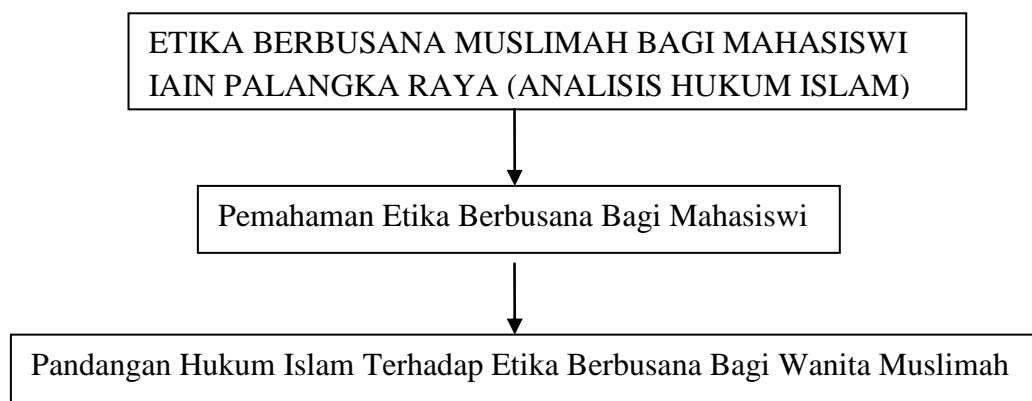 ETIKA BERBUSANA MUSLIMAH BAGI MAHASISWI
IAIN PALANGKA RAYA (ANALISIS HUKUM ISLAM)
Pemahaman Etika Berbusana Bagi Mahasiswi
Pandangan Hukum Islam Terhadap Etika Berbusana Bagi Wanita Muslimah